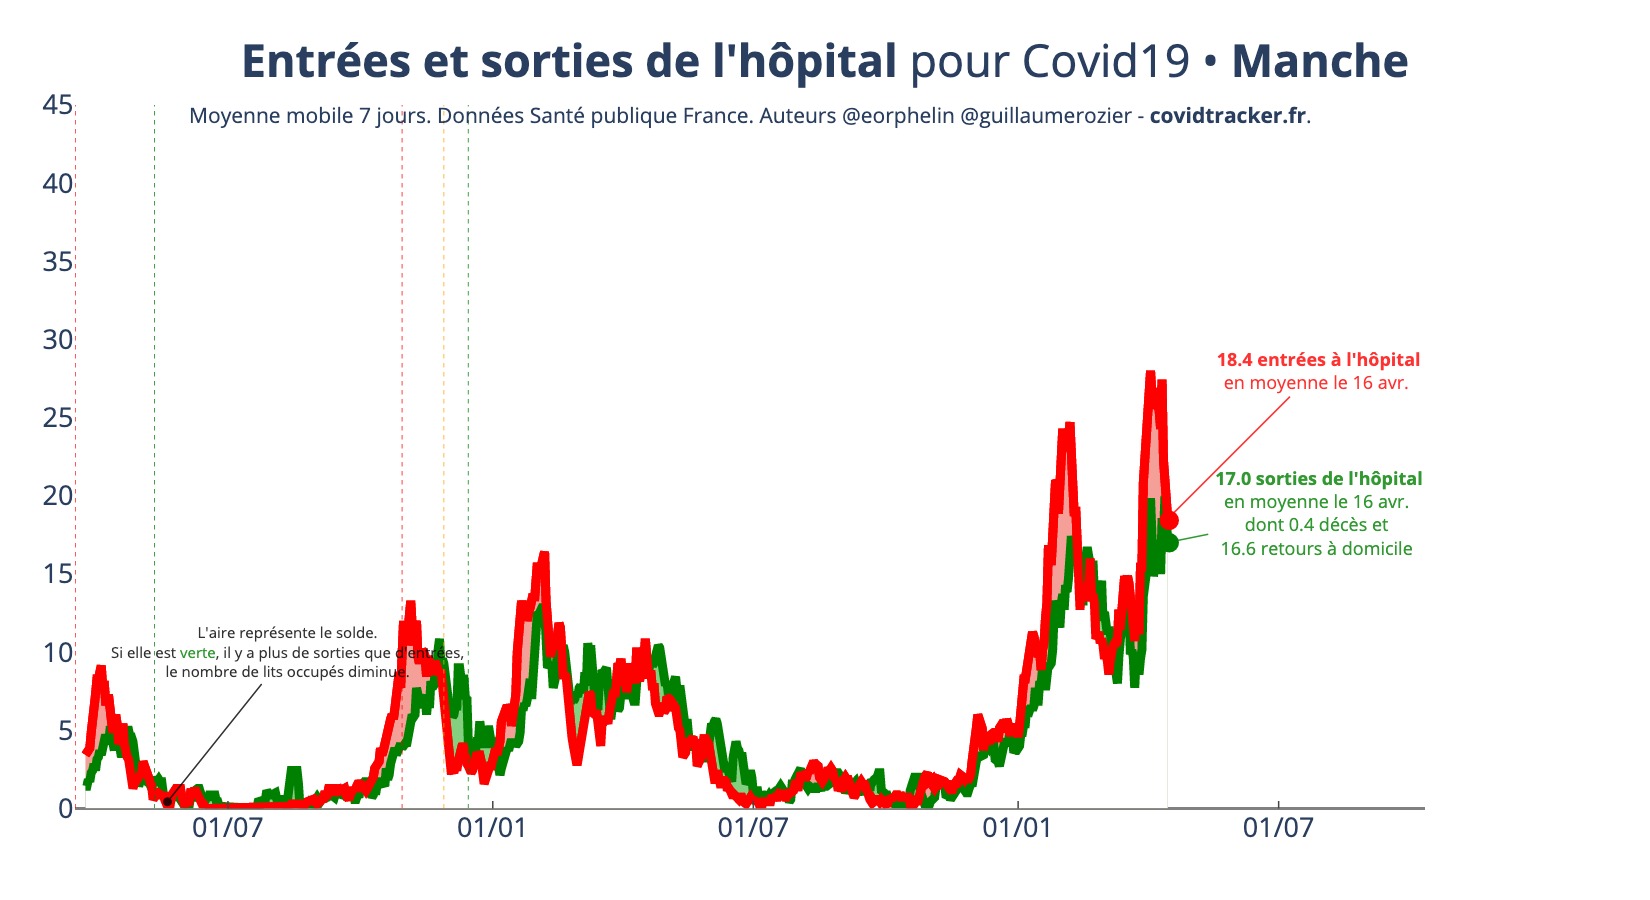 Entrées et sorties de l'hôpital pour Covid19 • Manche
Moyenne mobile 7 jours. Données Santé publique France. Auteurs @eorphelin @guillaumerozier - covidtracker.fr.
45
40
35
30
25
20
15
10
5
0
18.4 entrées à l'hôpital
en moyenne le 16 avr.
17.0 sorties de l'hôpital
en moyenne le 16 avr.
dont 0.4 décès et
16.6 retours à domicile
L'aire représente le solde.
Si elle est verte, il y a plus de sorties que d'entrées,
le nombre de lits occupés diminue.
01/07
01/01
01/07
01/01
01/07